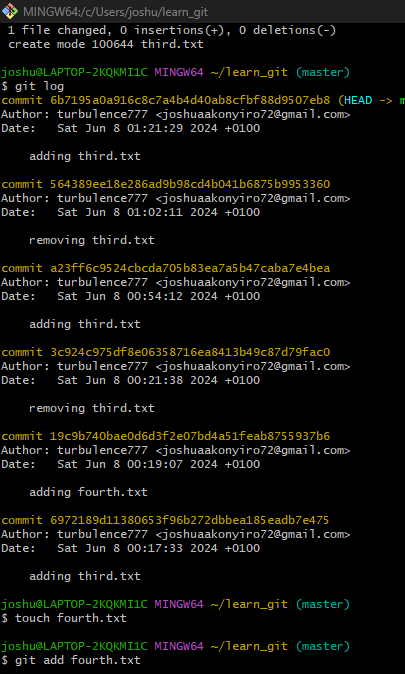 MINGW64:/c/Users/joshu/learn_git
1 file changed, 0 insertions(+), 0 deletions(-)
create mode 100644 third.txt
joshu@LAPTOP-2KQKMI1C MINGW64 ~/learn_git (master)
$ git log
commit 6b7195a0a916c8c7a4b4d40ab8cfbf88d9507eb8 (HEAD -> m
Author: turbulence777 <joshuaakonyiro72@gmail.com>
Date:   Sat Jun 8 01:21:29 2024 +0100
adding third.txt
commit 564389ee18e286ad9b98cd4b041b6875b9953360
Author: turbulence777 <joshuaakonyiro72@gmail.com>
Date:   Sat Jun 8 01:02:11 2024 +0100
removing third.txt
commit a23ff6c9524cbcda705b83ea7a5b47caba7e4bea
Author: turbulence777 <joshuaakonyiro72@gmail.com>
Date:   Sat Jun 8 00:54:12 2024 +0100
adding third.txt
commit 3c924c975df8e06358716ea8413b49c87d79fac0
Author: turbulence777 <joshuaakonyiro72@gmail.com>
Date:   Sat Jun 8 00:21:38 2024 +0100
removing third.txt
commit 19c9b740bae0d6d3f2e07bd4a51feab8755937b6
Author: turbulence777 <joshuaakonyiro72@gmail.com>
Date:   Sat Jun 8 00:19:07 2024 +0100
adding fourth.txt
commit 6972189d11380653f96b272dbbea185eadb7e475
Author: turbulence777 <joshuaakonyiro72@gmail.com>
Date:   Sat Jun 8 00:17:33 2024 +0100
adding third.txt
joshu@LAPTOP-2KQKMI1C MINGW64 ~/learn_git (master)
$ touch fourth.txt
joshu@LAPTOP-2KQKMI1C MINGW64 ~/learn_git (master)
$ git add fourth.txt